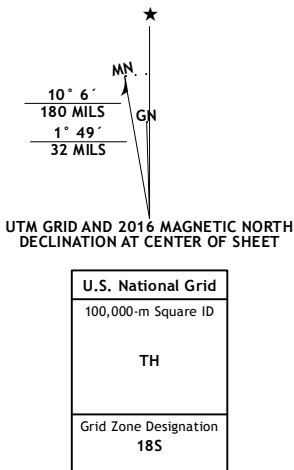 MN
GN
10° 6´
180 MILS
1° 49´
32 MILS
UTM GRID AND 2016 MAGNETIC NORTH
DECLINATION AT CENTER OF SHEET
U.S. National Grid
100,000-m Square ID
TH
Grid Zone Designation
18S